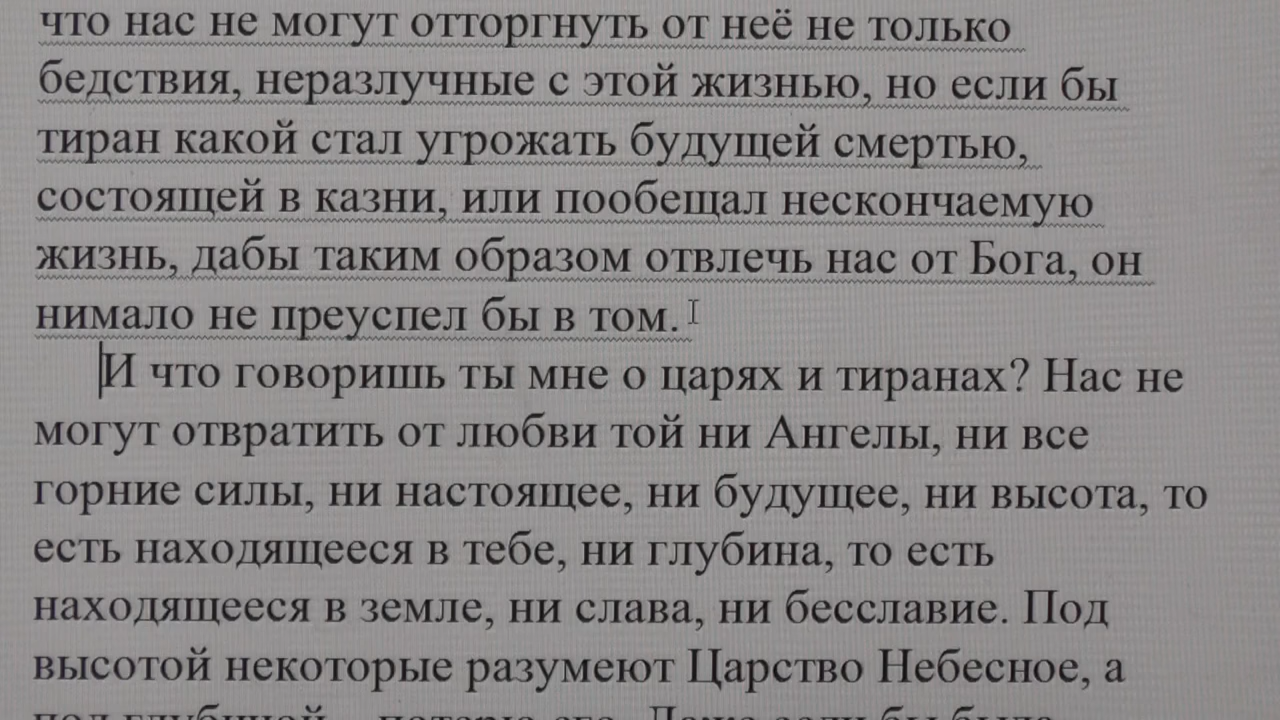 что нас не могут отторгнуть от неё не только
бедствия, неразлучные с этой жизнью, но если бы
тиран какой стал угрожать будущей смертью,
состоящей в казни, или пообещал нескончаемую
жизнь, дабы таким образом отвлечь нас от Бога, он
нимало не преуспел бы в том.
И что говоришь ты мне о царях и тиранах? Нас не
могут отвратить от любви той ни Ангелы, ни все
горние силы, ни настоящее, ни будущее, ни высота, то
есть находящееся в тебе, ни глубина, то есть
находящееся в земле, ни слава, ни бесславие. Под
высотой некоторые разумеют Царство Небесное, а